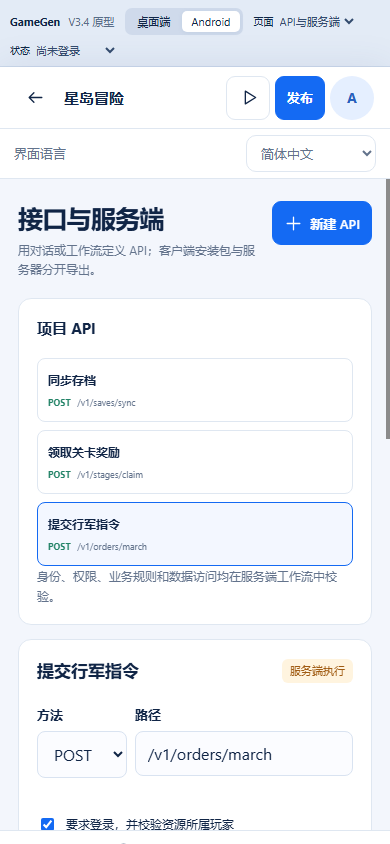 GameGen V3.4 原型 桌面端 Android 页面 API与服务端
状态 尚未登录
星岛冒险 发布 A
界面语言 简体中文
接口与服务端
新建 API
用对话或工作流定义 API；客户端安装包与服
务器分开导出。
项目 API
同步存档
POST /v1/saves/sync
领取关卡奖励
POST /v1/stages/claim
提交行军指令
POST /v1/orders/march
身份、权限、业务规则和数据访问均在服务端工作流中校
验。
提交行军指令 服务端执行
方法 路径
POST /v1/orders/march
要求登录，并校验资源所属玩家